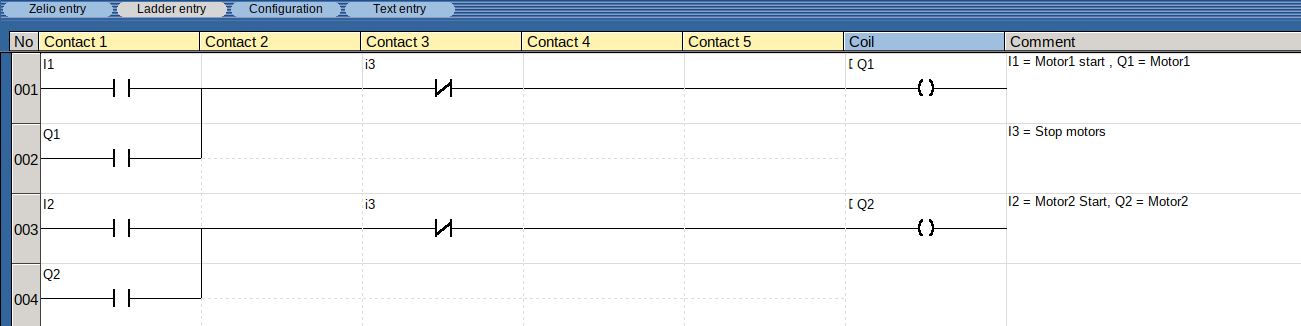 Zelio entry Ladder entry Configuration Text entry
No Contact 1 Contact 2 Contact 3 Contact 4 Contact 5 Coil Comment
I1 i3 [ Q1 I1 = Motor1 start , Q1 = Motor1
001
Q1 I3 = Stop motors
002
I2 i3 [ Q2 I2 = Motor2 Start, Q2 = Motor2
003
Q2
004